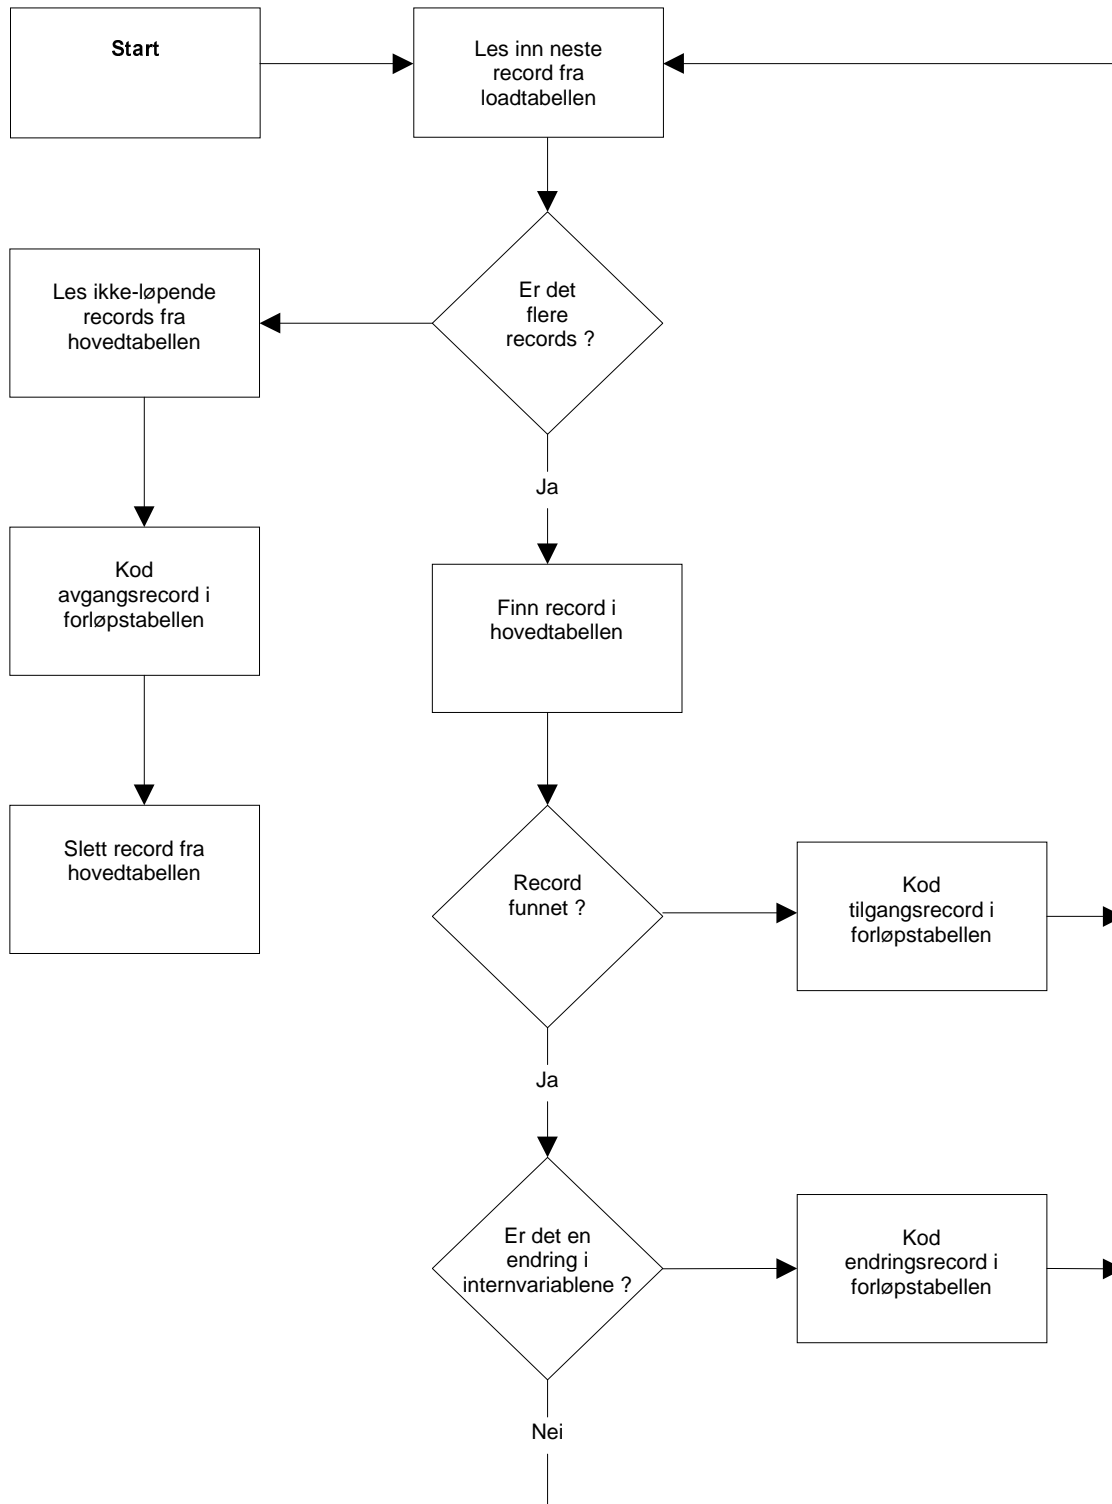 Start
Les inn neste
record fra
loadtabellen
Er det
flere
records ?
Les ikke-løpende
records fra
hovedtabellen
Ja
Kod
avgangsrecord i
forløpstabellen
Finn record i
hovedtabellen
Slett record fra
hovedtabellen
Record
funnet ?
Kod
tilgangsrecord i
forløpstabellen
Ja
Er det en
endring i
internvariablene ?
Kod
endringsrecord i
forløpstabellen
Nei